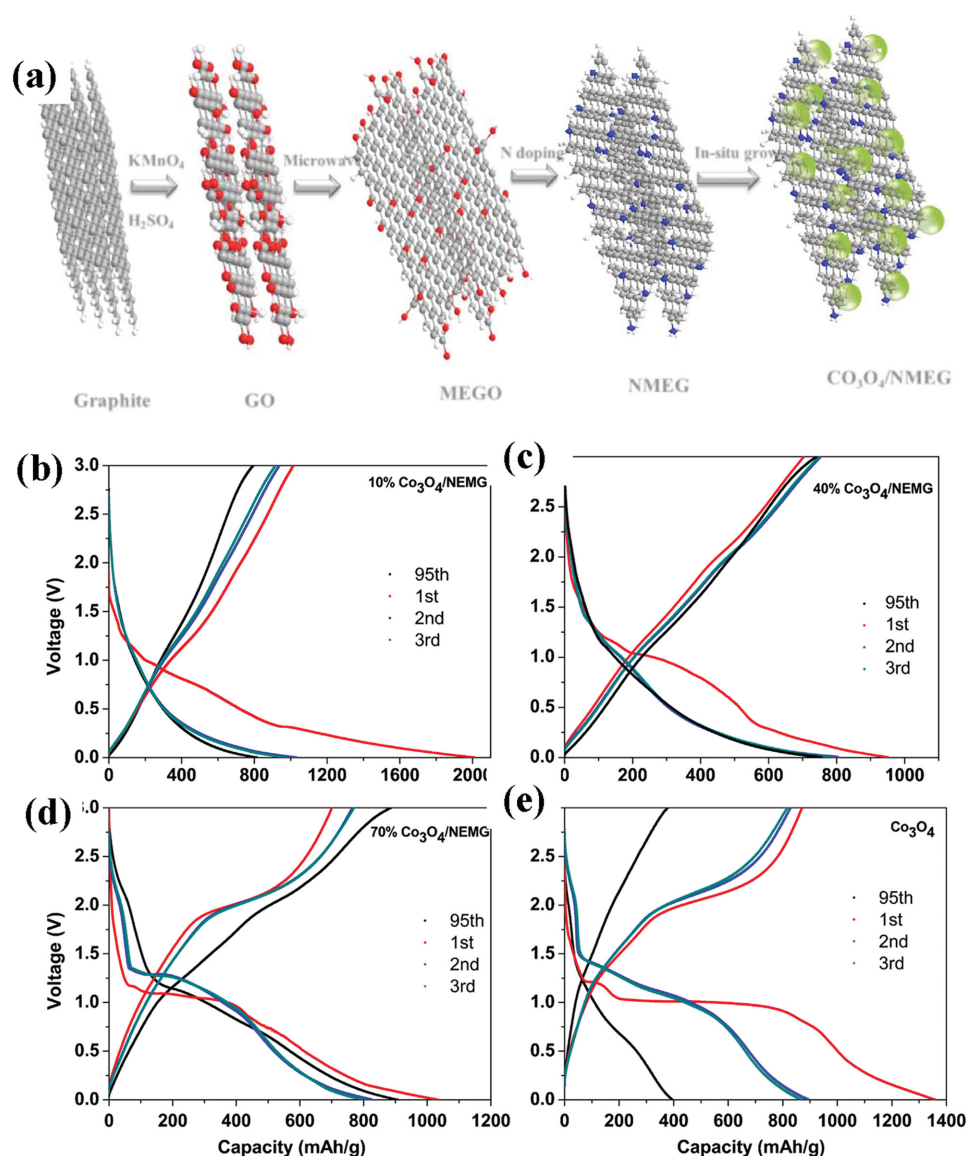 (a)
KMnO4
H2SO4
Microwav
N doping
In-situ grow
Graphite
GO
MEGO
NMEG
CO3O4/NMEG
(b)
10% Co3O4/NEMG
95th
1st
2nd
3rd
3.0
2.5
2.0
1.5
1.0
0.5
0.0
0 400 800 1200 1600 2000
Voltage (V)
(c)
40% Co3O4/NEMG
95th
1st
2nd
3rd
2.5
2.0
1.5
1.0
0.5
0.0
0 200 400 600 800 1000
(d)
70% Co3O4/NEMG
95th
1st
2nd
3rd
3.0
2.5
2.0
1.5
1.0
0.5
0.0
0 200 400 600 800 1000 1200
Voltage (V)
Capacity (mAh/g)
(e)
Co3O4
95th
1st
2nd
3rd
3.0
2.5
2.0
1.5
1.0
0.5
0.0
0 200 400 600 800 1000 1200 1400
Capacity (mAh/g)